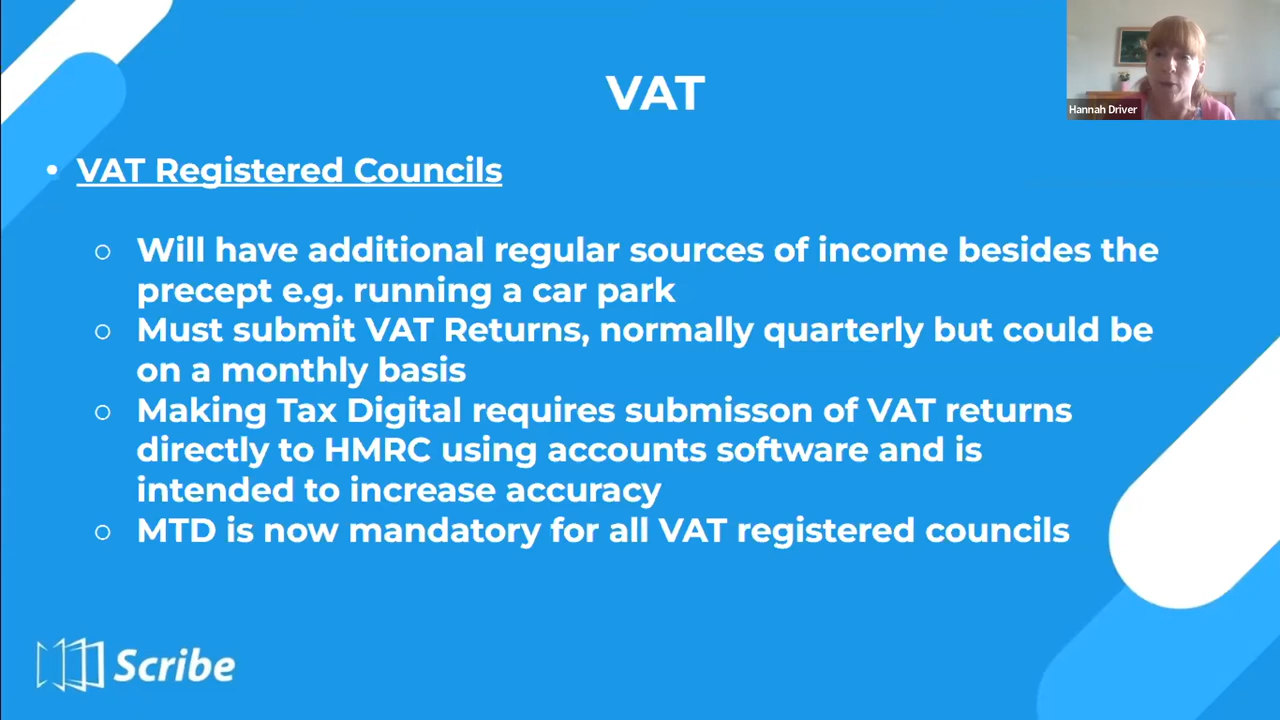 VAT
Hannah Driver
• VAT Registered Councils
○ Will have additional regular sources of income besides the
precept e.g. running a car park
○ Must submit VAT Returns, normally quarterly but could be
on a monthly basis
○ Making Tax Digital requires submisson of VAT returns
directly to HMRC using accounts software and is
intended to increase accuracy
○ MTD is now mandatory for all VAT registered councils
Scribe